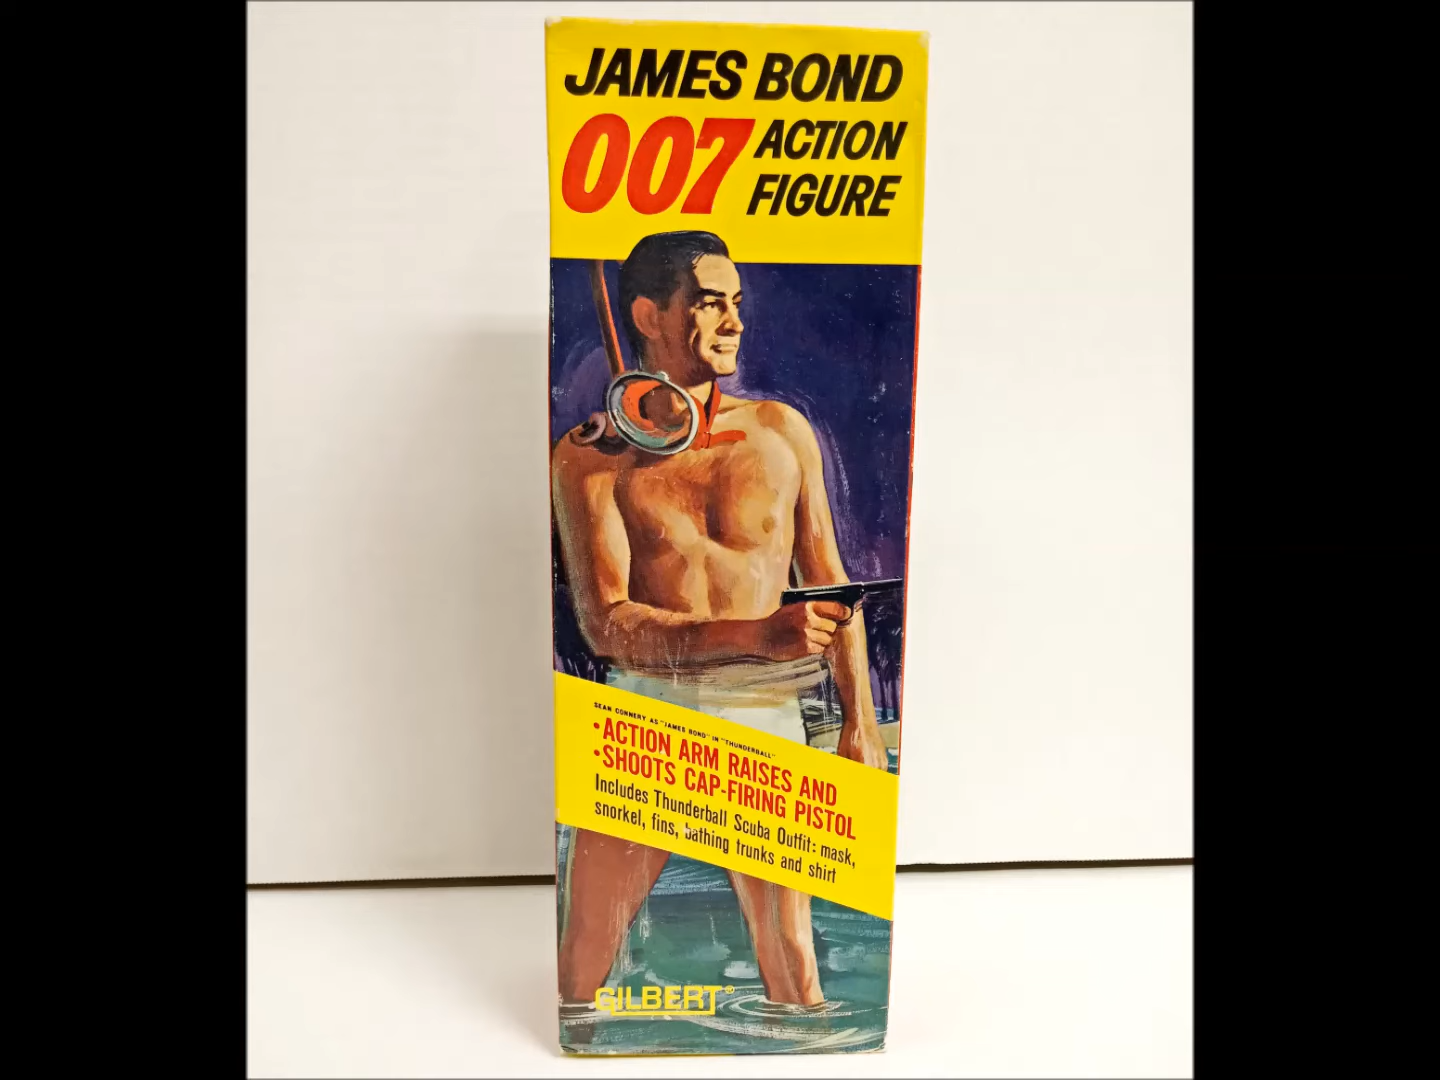 JAMES BOND
007 ACTION
FIGURE
SEAN CONNERY AS "JAMES BOND" IN "THUNDERBALL"
•ACTION ARM RAISES AND
•SHOOTS CAP-FIRING PISTOL
Includes Thunderball Scuba Outfit: mask,
snorkel, fins, bathing trunks and shirt
GILBERT®